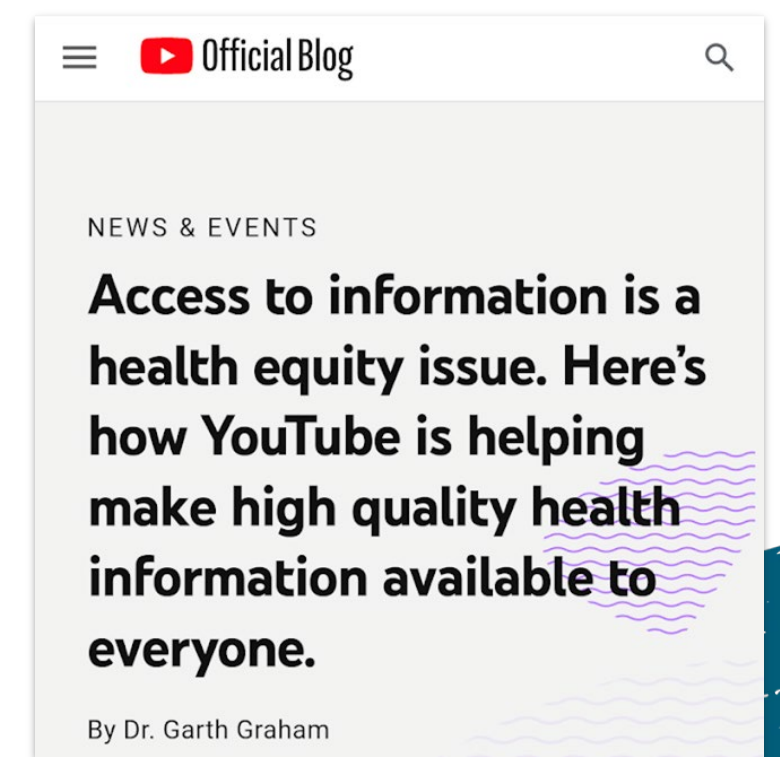 Official Blog
NEWS & EVENTS
Access to information is a
health equity issue. Here’s
how YouTube is helping
make high quality health
information available to
everyone.
By Dr. Garth Graham